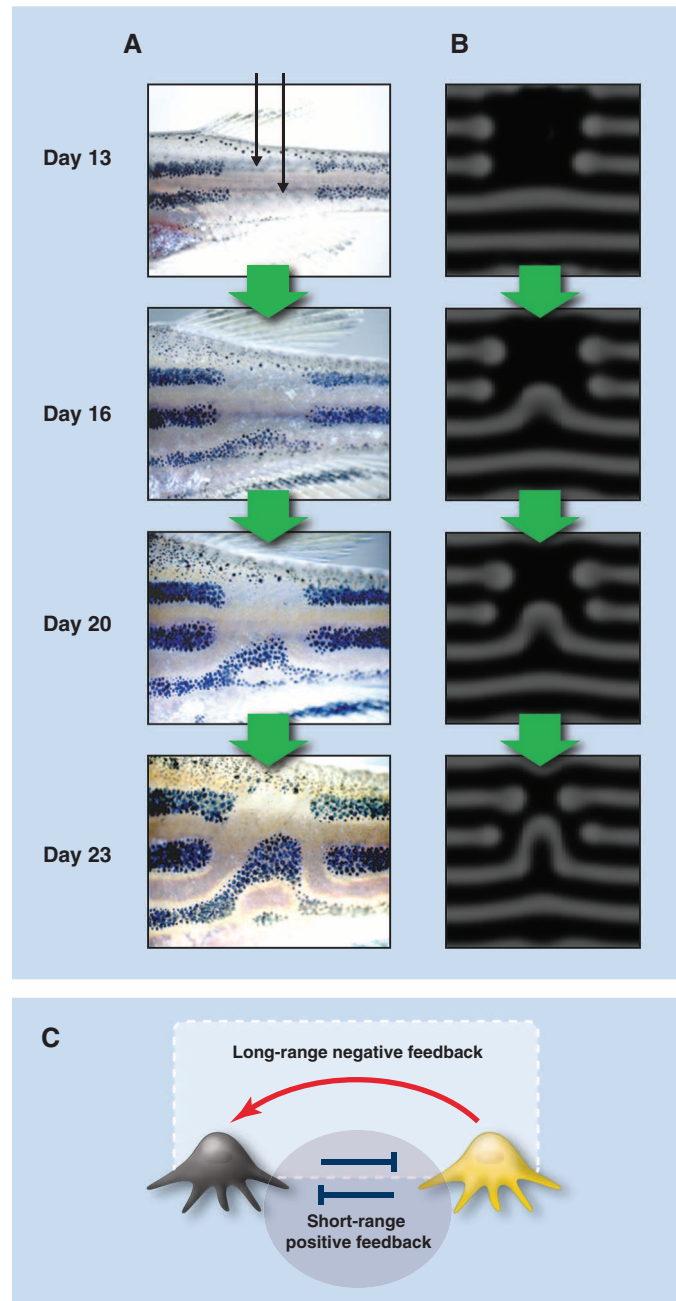 A
B
Day 13
Day 16
Day 20
Day 23
C
Long-range negative feedback
Short-range
positive feedback